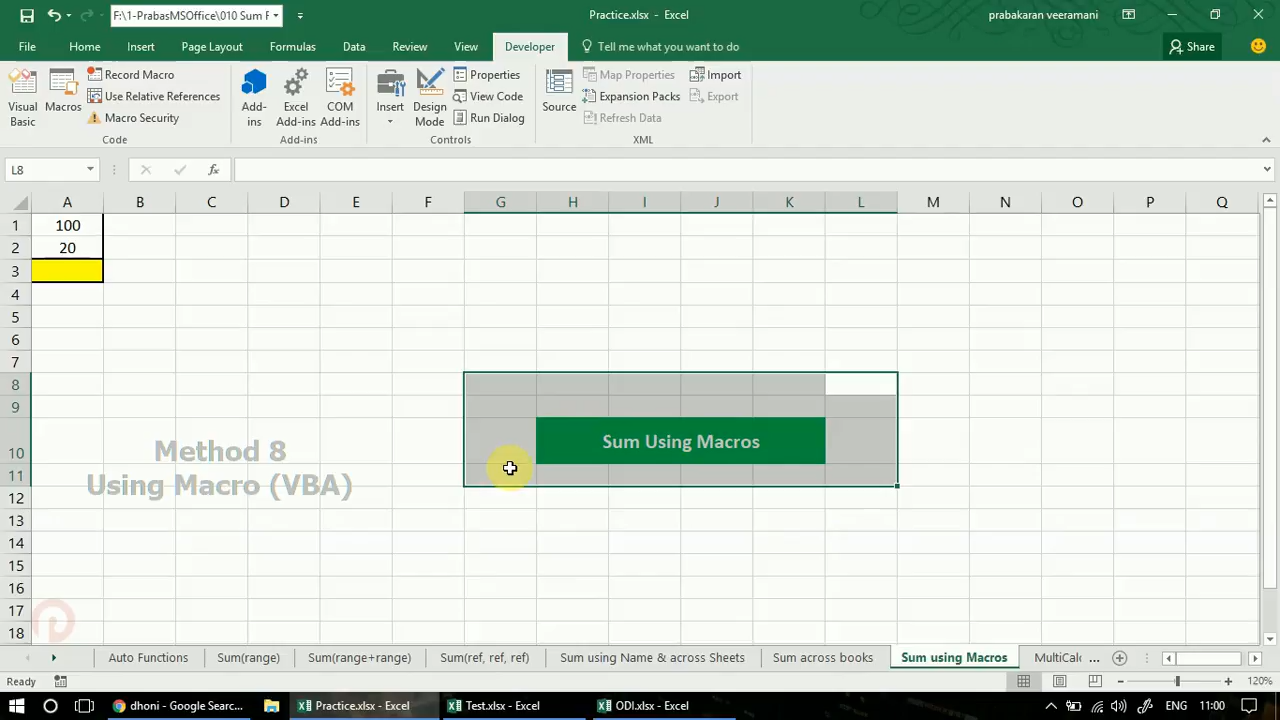 F:\1-PrabasMSOffice\010 Sum F
Practice.xlsx - Excel
prabakaran veeramani
File Home Insert Page Layout Formulas Data Review View Developer Tell me what you want to do Share
Visual Basic
Macros
Record Macro
Use Relative References
Macro Security
Code
Add-ins
Excel Add-ins
COM Add-ins
Add-ins
Insert
Design Mode
Properties
View Code
Run Dialog
Controls
Source
Map Properties
Expansion Packs
Refresh Data
Import
Export
XML
L8
fx
A B C D E F G H I J K L M N O P Q
1 100
2 20
3
4
5
6
7
8
9
10
11
12
13
14
15
16
17
18
Sum Using Macros
Method 8
Using Macro (VBA)
Auto Functions Sum(range) Sum(range+range) Sum(ref, ref, ref) Sum using Name & across Sheets Sum across books Sum using Macros MultiCalc ...
Ready
120%
dhoni - Google Searc... Practice.xlsx - Excel Test.xlsx - Excel ODI.xlsx - Excel ENG 11:00